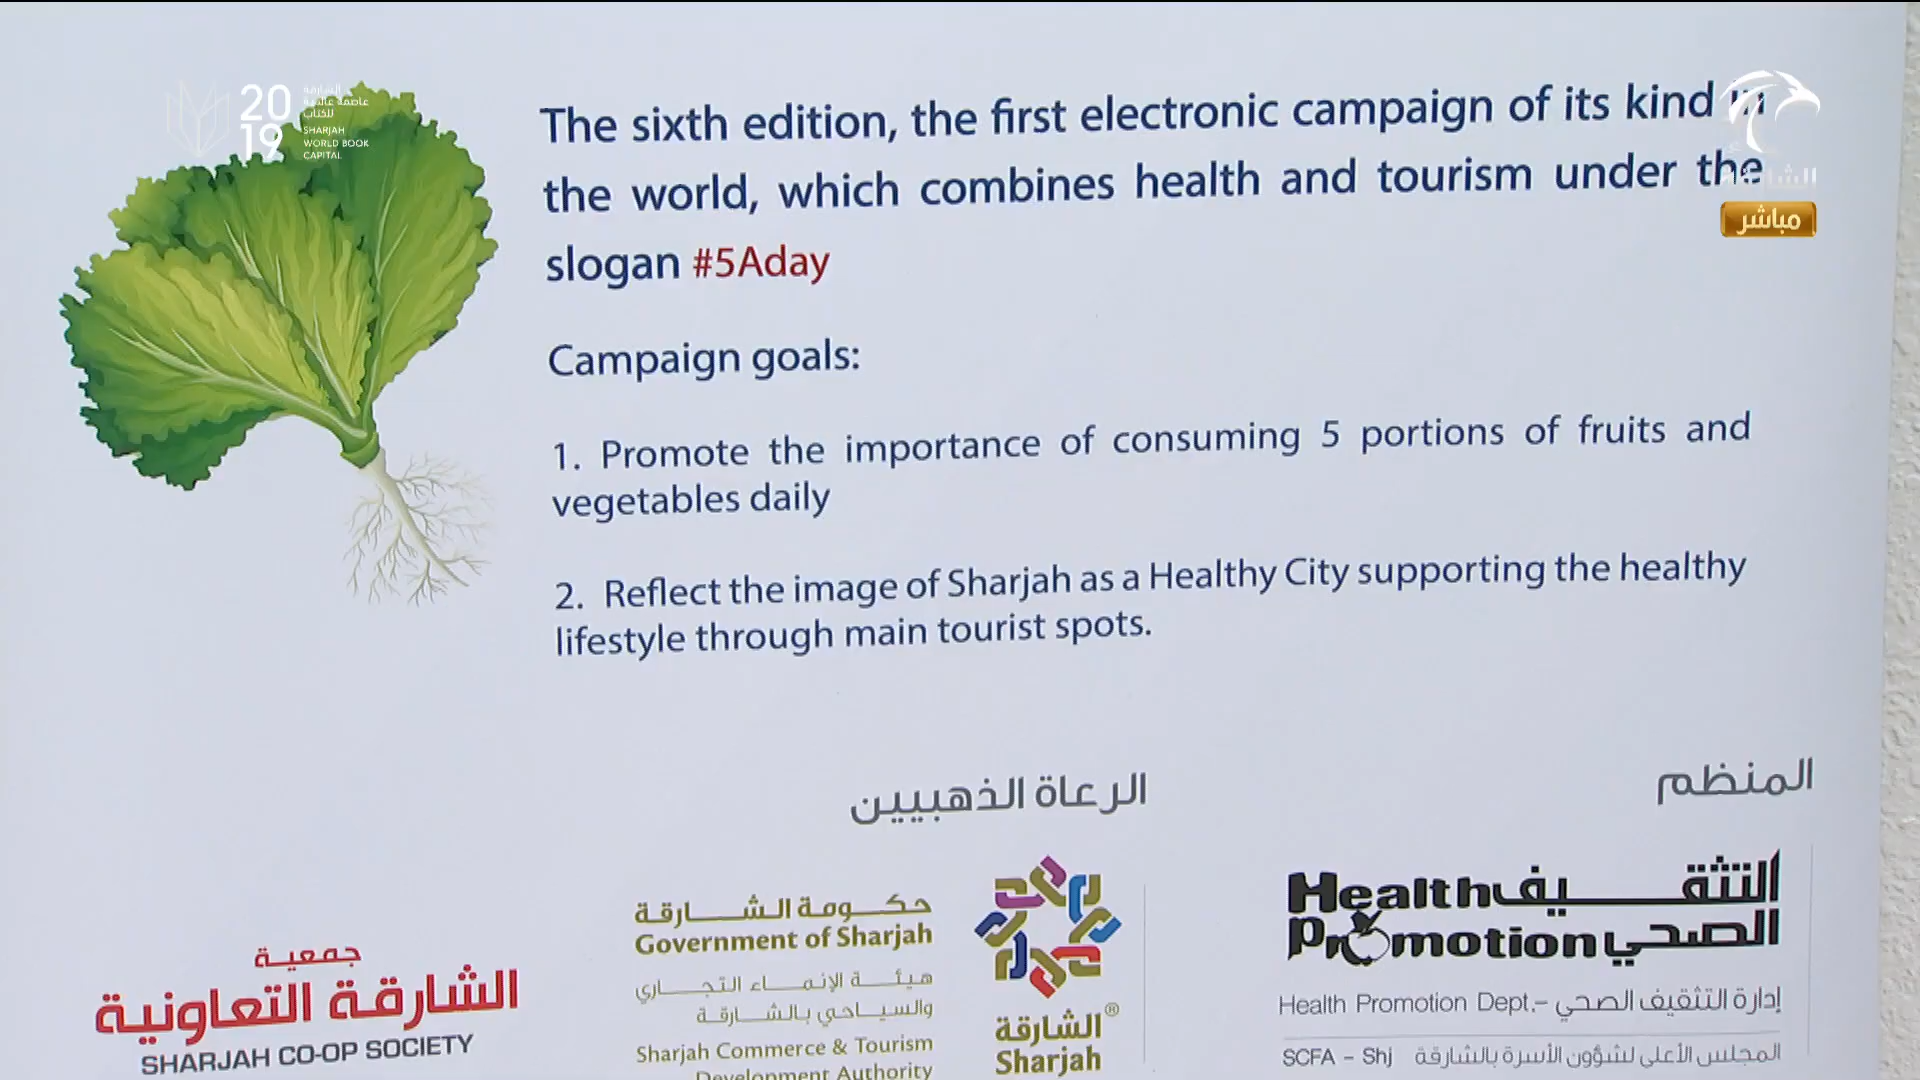 2019
الشارقة
عاصمة عالمية
للكتاب
SHARJAH
WORLD BOOK
CAPITAL
The sixth edition, the first electronic campaign of its kind in
the world, which combines health and tourism under the
slogan #5Aday
الشارقة
مباشر
Campaign goals:
1. Promote the importance of consuming 5 portions of fruits and
vegetables daily
2. Reflect the image of Sharjah as a Healthy City supporting the healthy
lifestyle through main tourist spots.
المنظم
الرعاة الذهبيين
التثقيف
الصحي
Health
Promotion
Health Promotion Dept.– إدارة التثقيف الصحي
SCFA – Shj المجلس الأعلى لشؤون الأسرة بالشارقة
الشارقة®
Sharjah
حكومة الشارقة
Government of Sharjah
هيئة الإنماء التجاري
والسياحي بالشارقة
Sharjah Commerce & Tourism
Development Authority
جمعية
الشارقة التعاونية
SHARJAH CO-OP SOCIETY